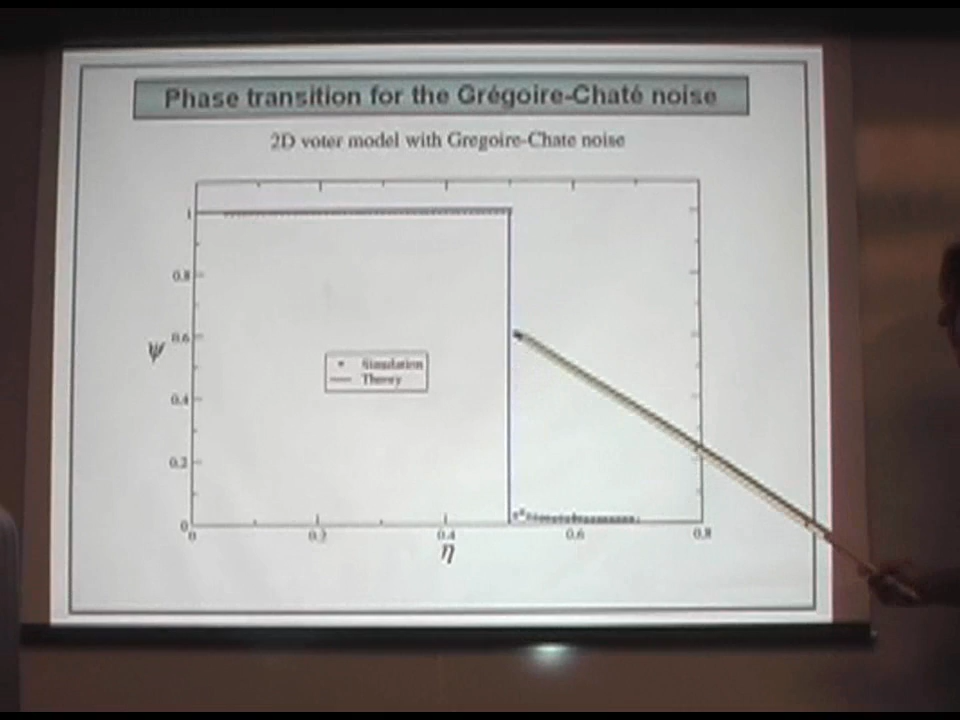 Phase transition for the Grégoire-Chaté noise
2D voter model with Gregoire-Chate noise
1
0.8
0.6
0.4
0.2
0
ψ
Simulation
Theory
0
0.2
0.4
0.6
0.8
η